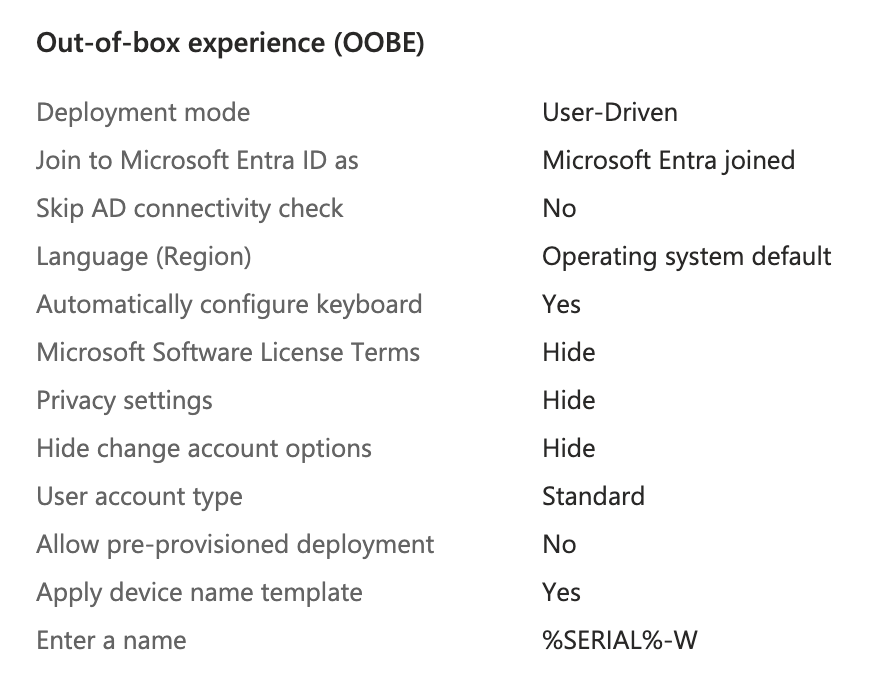 Out-of-box experience (OOBE)
Deployment mode User-Driven
Join to Microsoft Entra ID as Microsoft Entra joined
Skip AD connectivity check No
Language (Region) Operating system default
Automatically configure keyboard Yes
Microsoft Software License Terms Hide
Privacy settings Hide
Hide change account options Hide
User account type Standard
Allow pre-provisioned deployment No
Apply device name template Yes
Enter a name %SERIAL%-W